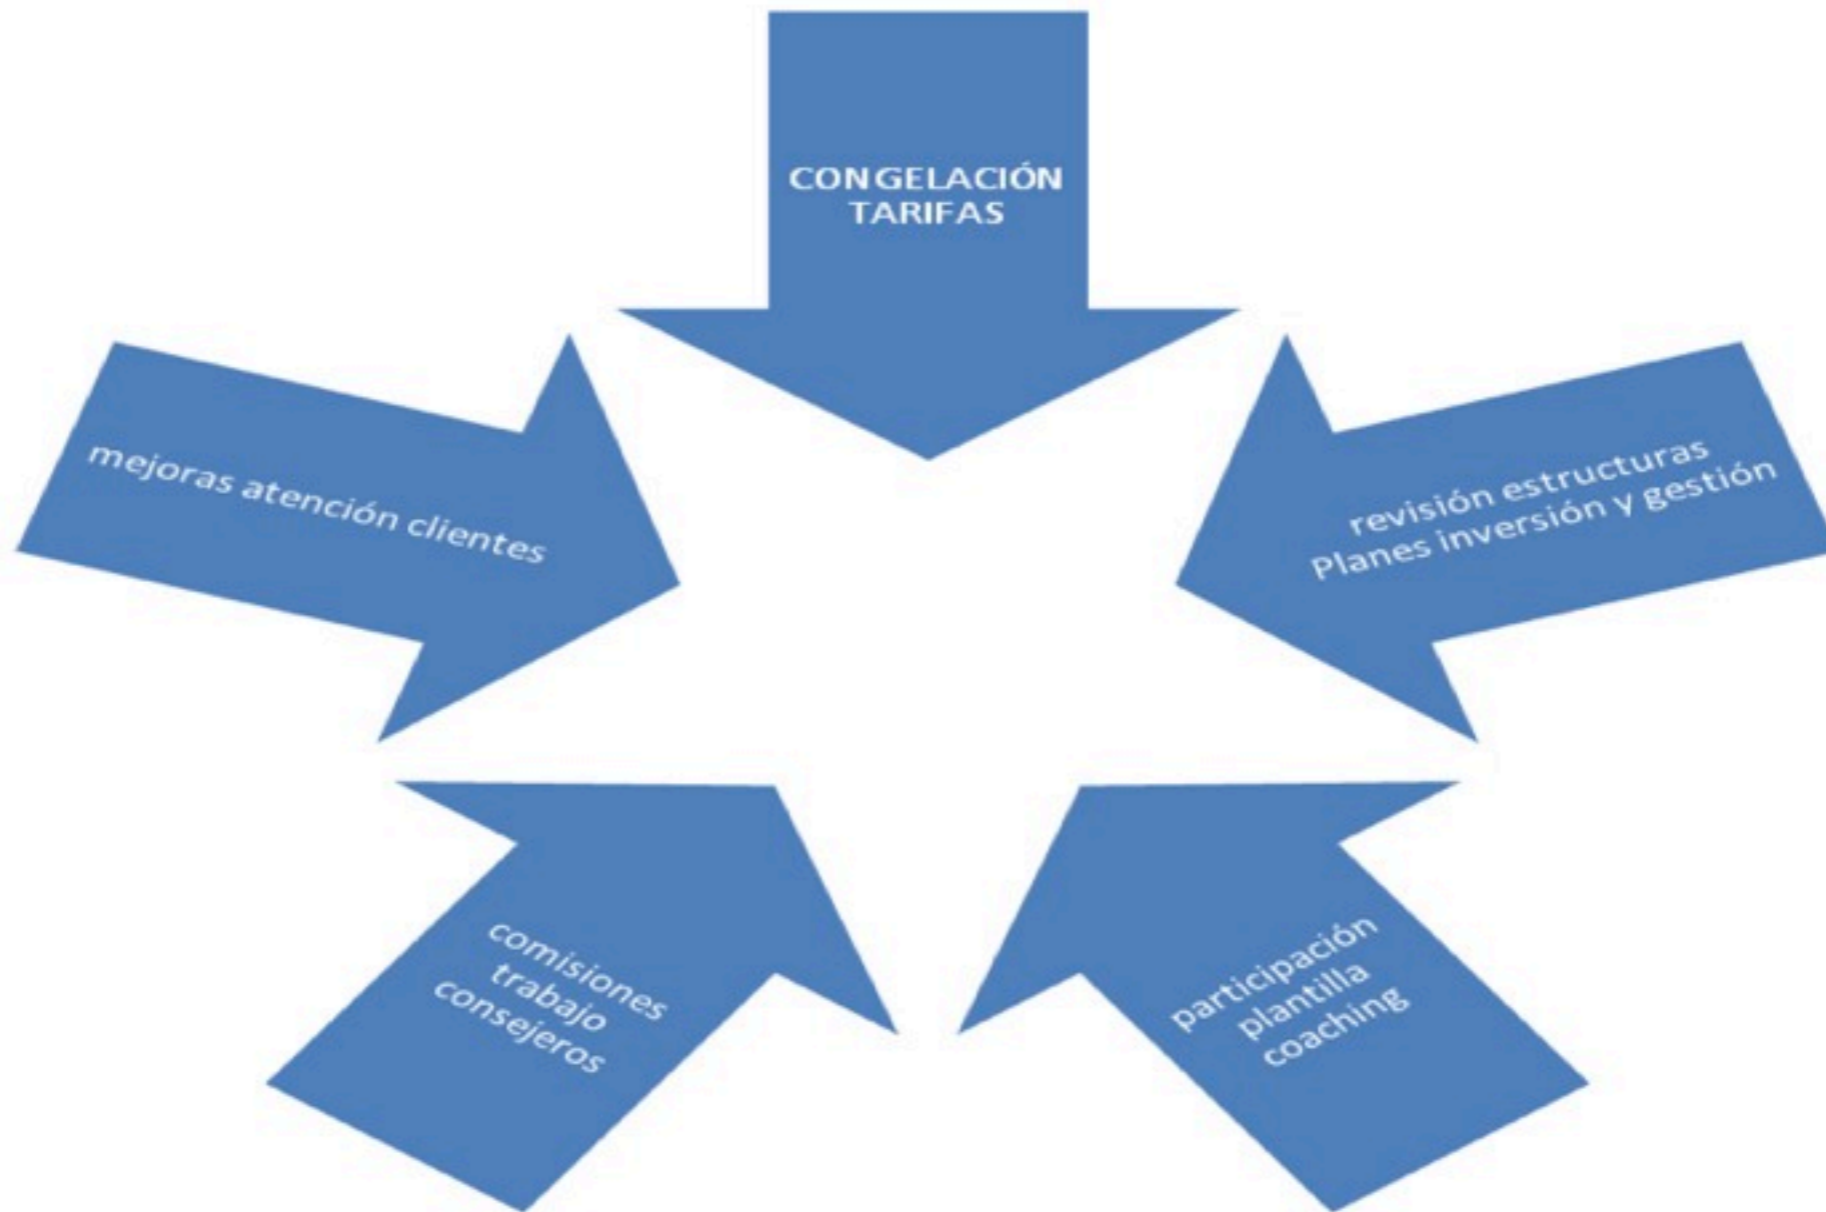 CONGELACIÓN
TARIFAS
mejoras atención clientes
revisión estructuras
Planes inversión y gestión
comisiones
trabajo
consejeros
participación
plantilla
coaching